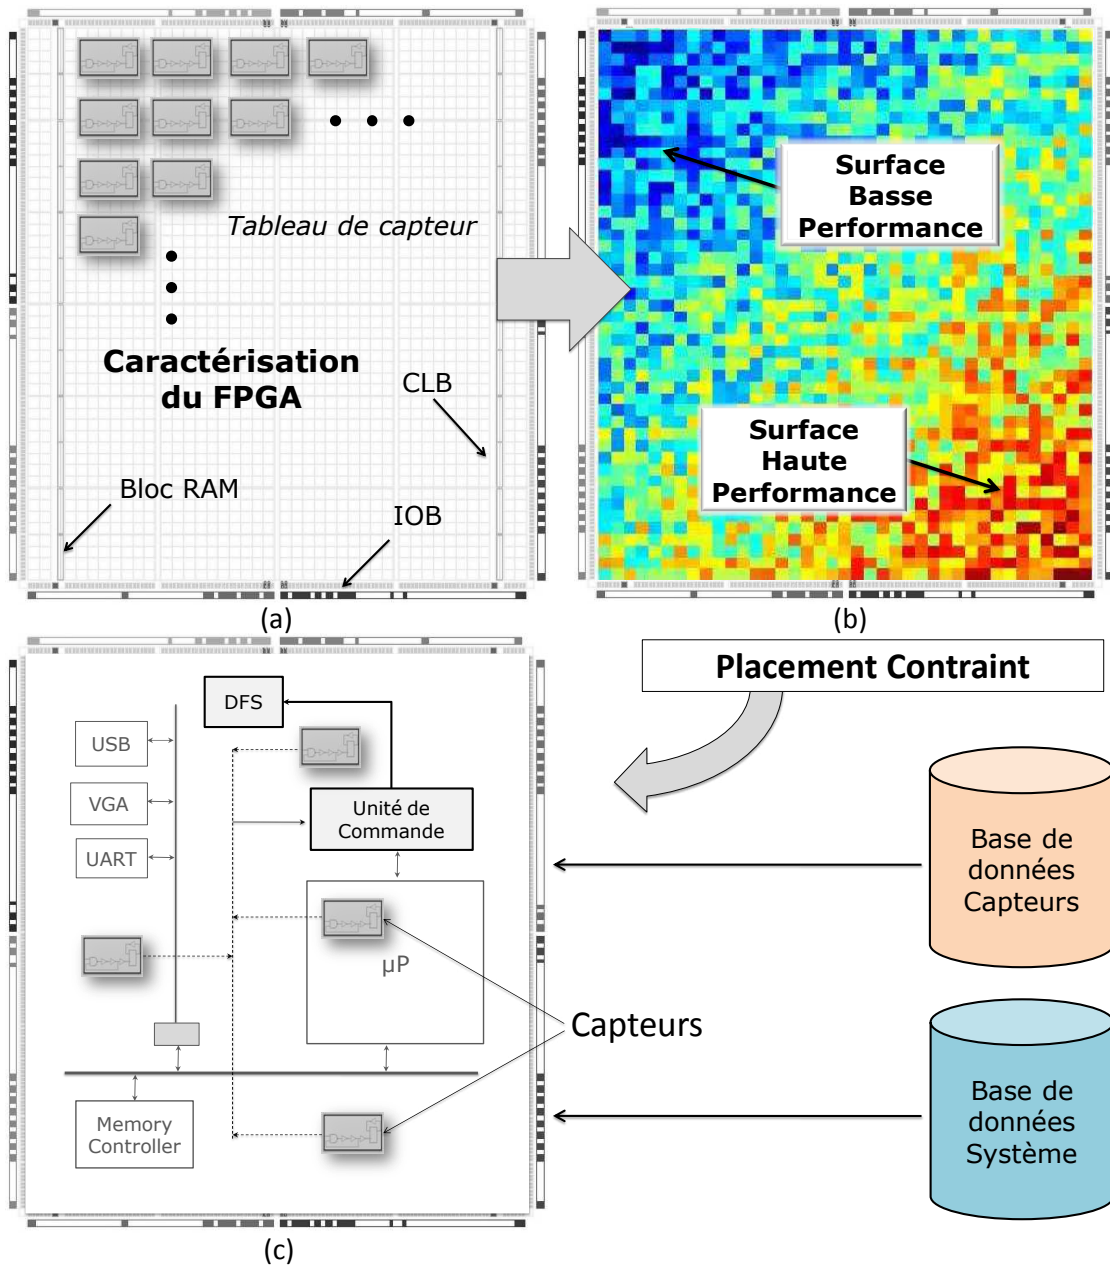 Tableau de capteur
Caractérisation
du FPGA
CLB
Bloc RAM
IOB
(a)
Surface
Basse
Performance
Surface
Haute
Performance
(b)
Placement Contraint
DFS
USB
VGA
UART
Unité de
Commande
µP
Capteurs
Memory
Controller
(c)
Base de
données
Capteurs
Base de
données
Système